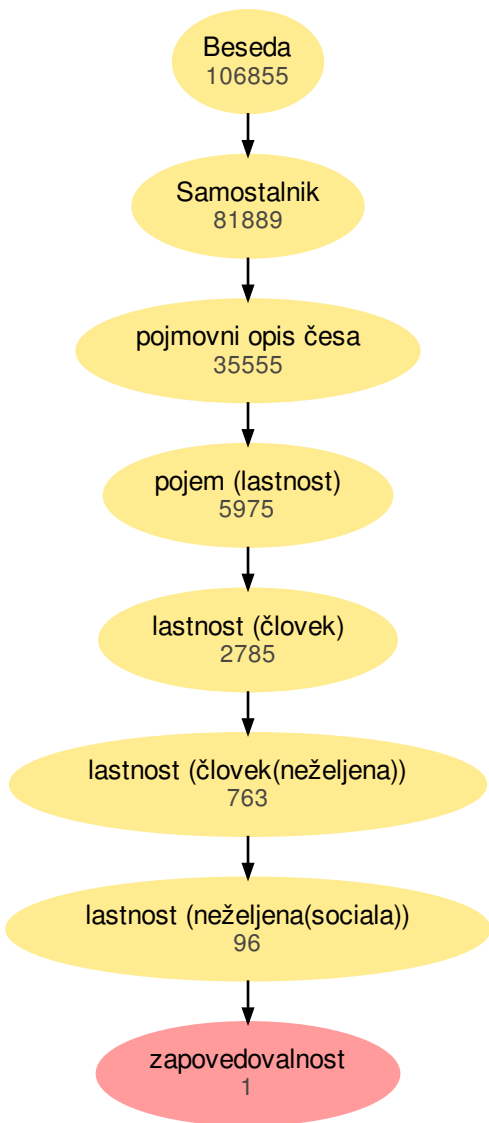 Beseda
106855
Samostalnik
81889
pojmovni opis česa
35555
pojem (lastnost)
5975
lastnost (človek)
2785
lastnost (človek(neželjena))
763
lastnost (neželjena(sociala))
96
zapovedovalnost
1